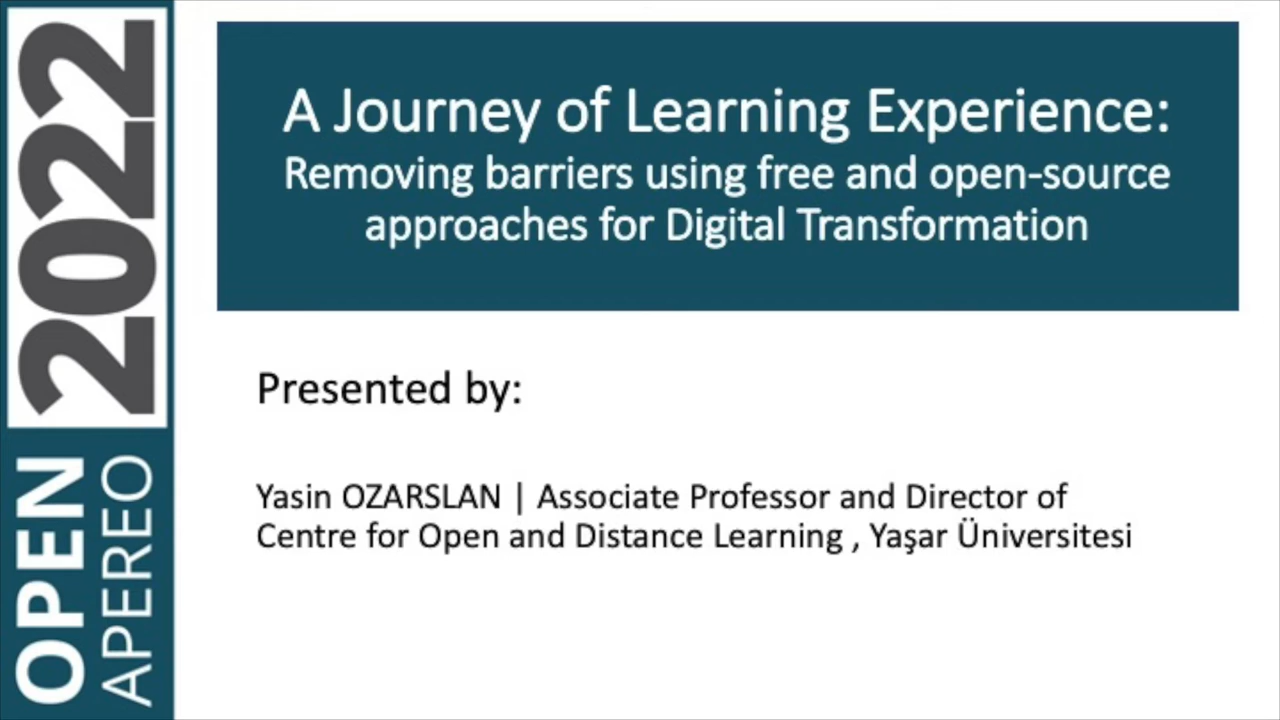 OPEN
APEREO
2022
A Journey of Learning Experience:
Removing barriers using free and open-source
approaches for Digital Transformation
Presented by:
Yasin OZARSLAN | Associate Professor and Director of
Centre for Open and Distance Learning , Yaşar Üniversitesi